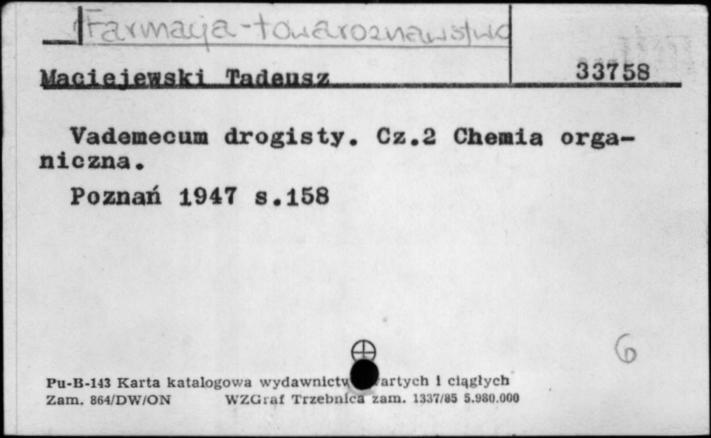 Farmacja-towaroznawstwo
Maciejewski Tadeusz 33758
Vademecum drogisty. Cz.2 Chemia orga-
niczna.
Poznań 1947 s.158
6
Pu-B-143 Karta katalogowa wydawnictw wartych i ciągłych
Zam. 864/DW/ON WZGraf Trzebnica zam. 1337/85 5.980.000